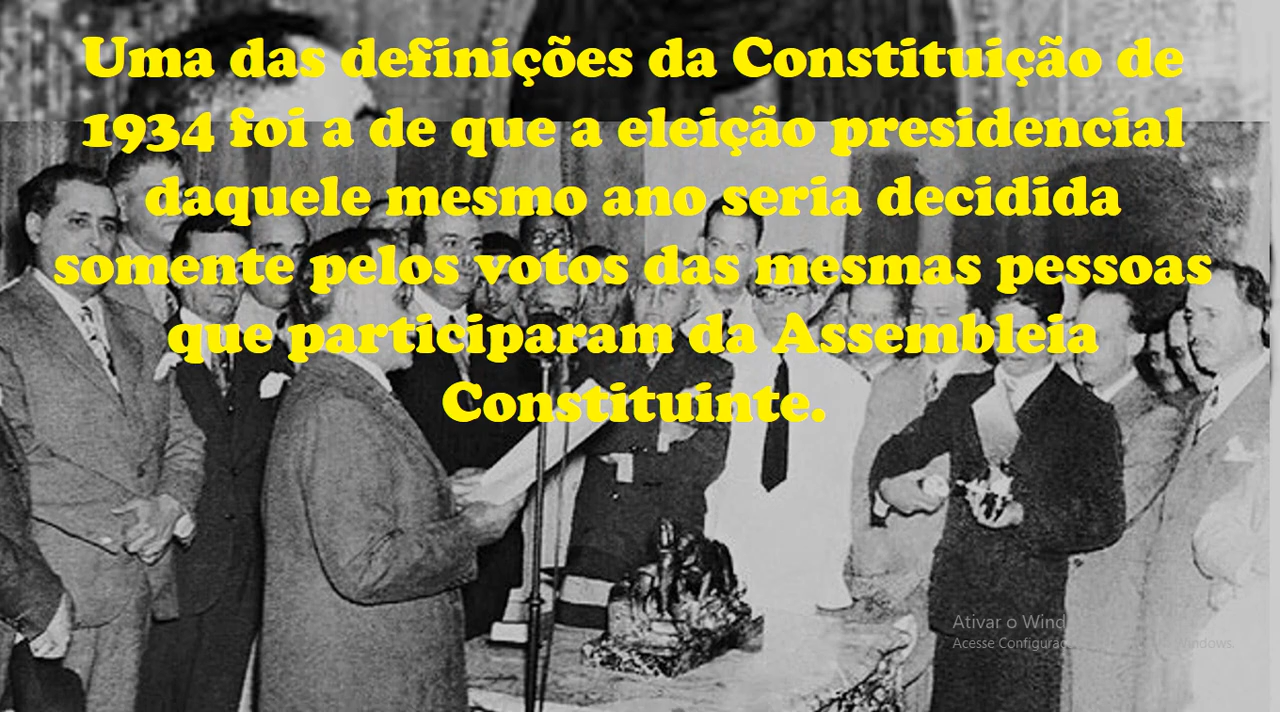 Uma das definições da Constituição de
1934 foi a de que a eleição presidencial
daquele mesmo ano seria decidida
somente pelos votos das mesmas pessoas
que participaram da Assembleia
Constituinte.
Ativar o Wind
Acesse Configuraç